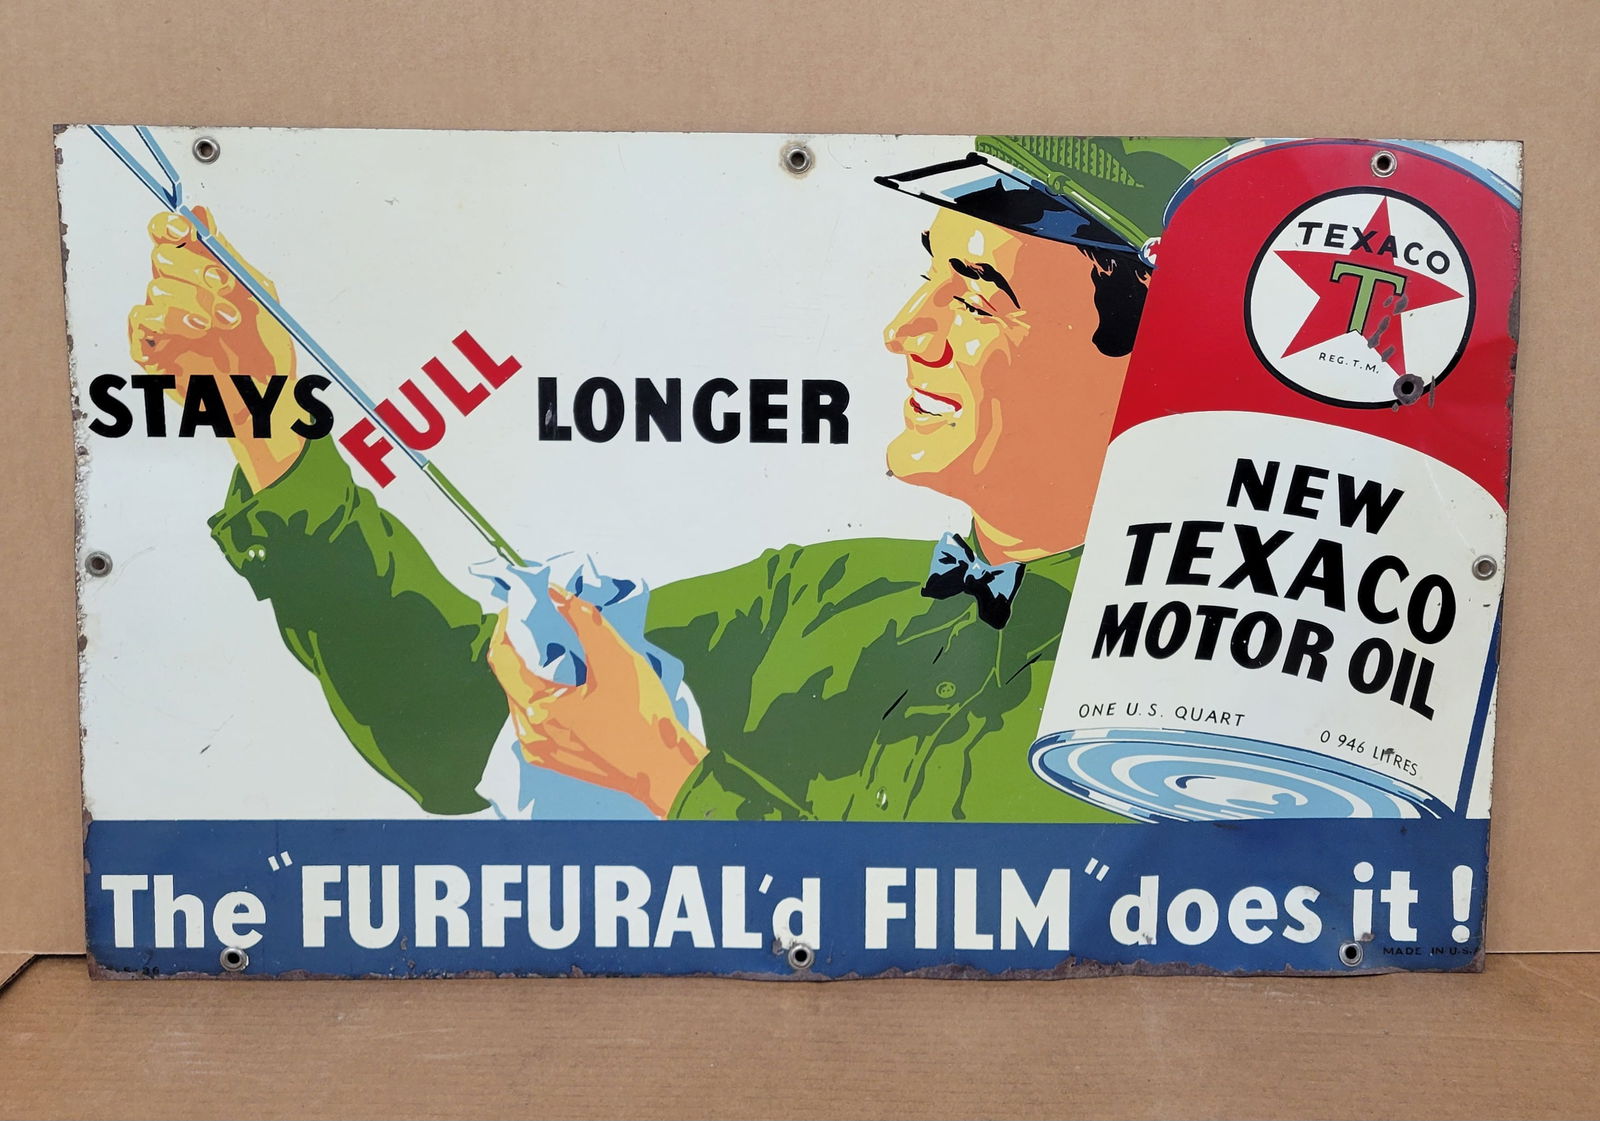 STAYS FULL LONGER
TEXACO
T
REG. T. M.
NEW
TEXACO
MOTOR OIL
ONE U.S. QUART
0 946 LITRES
The "FURFURAL'd FILM" does it!
MADE IN U.S.